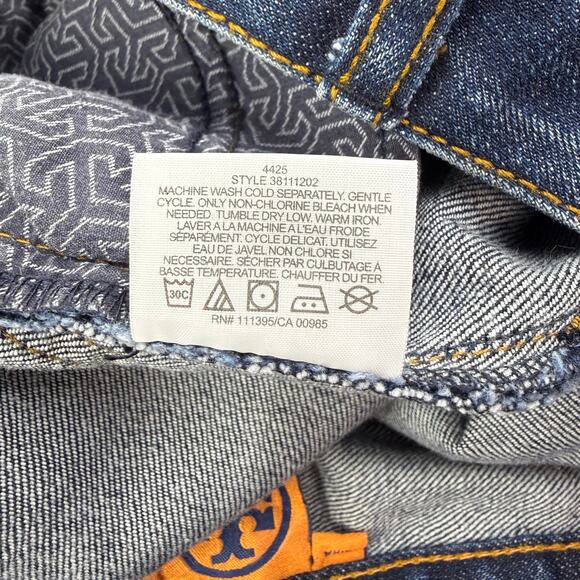 4425
STYLE 38111202
MACHINE WASH COLD SEPARATELY. GENTLE
CYCLE. ONLY NON-CHLORINE BLEACH WHEN
NEEDED. TUMBLE DRY LOW. WARM IRON.
LAVER A LA MACHINE A L'EAU FROIDE
SÉPARÉMENT. CYCLE DELICAT. UTILISEZ
EAU DE JAVEL NON CHLORE SI
NECESSAIRE. SÉCHER PAR CULBUTAGE À
BASSE TEMPERATURE. CHAUFFER DU FER.
30C
RN# 111395/CA 00985